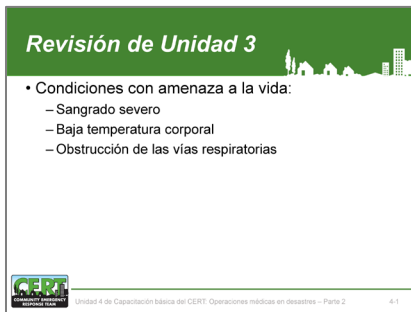 Revisión de Unidad 3
• Condiciones con amenaza a la vida:
– Sangrado severo
– Baja temperatura corporal
– Obstrucción de las vías respiratorias
CERT
COMMUNITY EMERGENCY
RESPONSE TEAM
Unidad 4 de Capacitación básica del CERT: Operaciones médicas en desastres – Parte 2
4-1